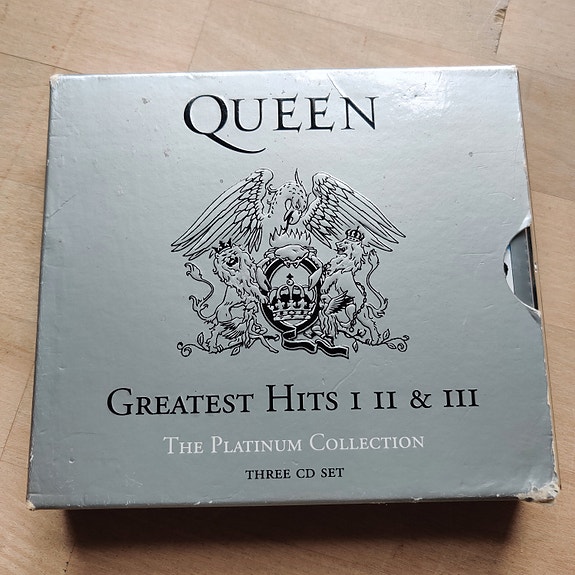 QUEEN
GREATEST HITS I II & III
THE PLATINUM COLLECTION
THREE CD SET